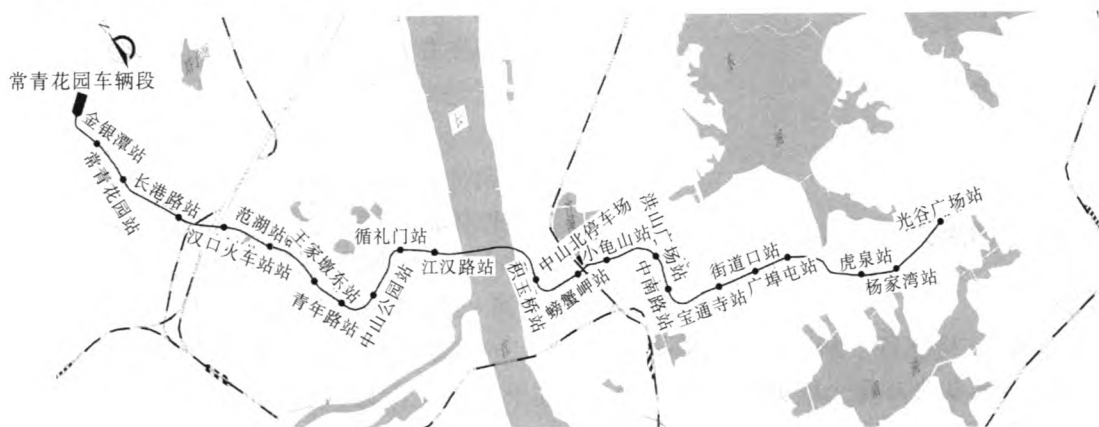 常青花园车辆段
金银潭站
常青花园站
长港路站
汉口火车站站
范湖站
王家墩东站
青年路站
中山公园站
循礼门站
江汉路站
积玉桥站
中山北停车场
螃蟹岬站
小龟山站
洪山广场站
中南路站
宝通寺站
街道口站
广埠屯站
虎泉站
杨家湾站
光谷广场站